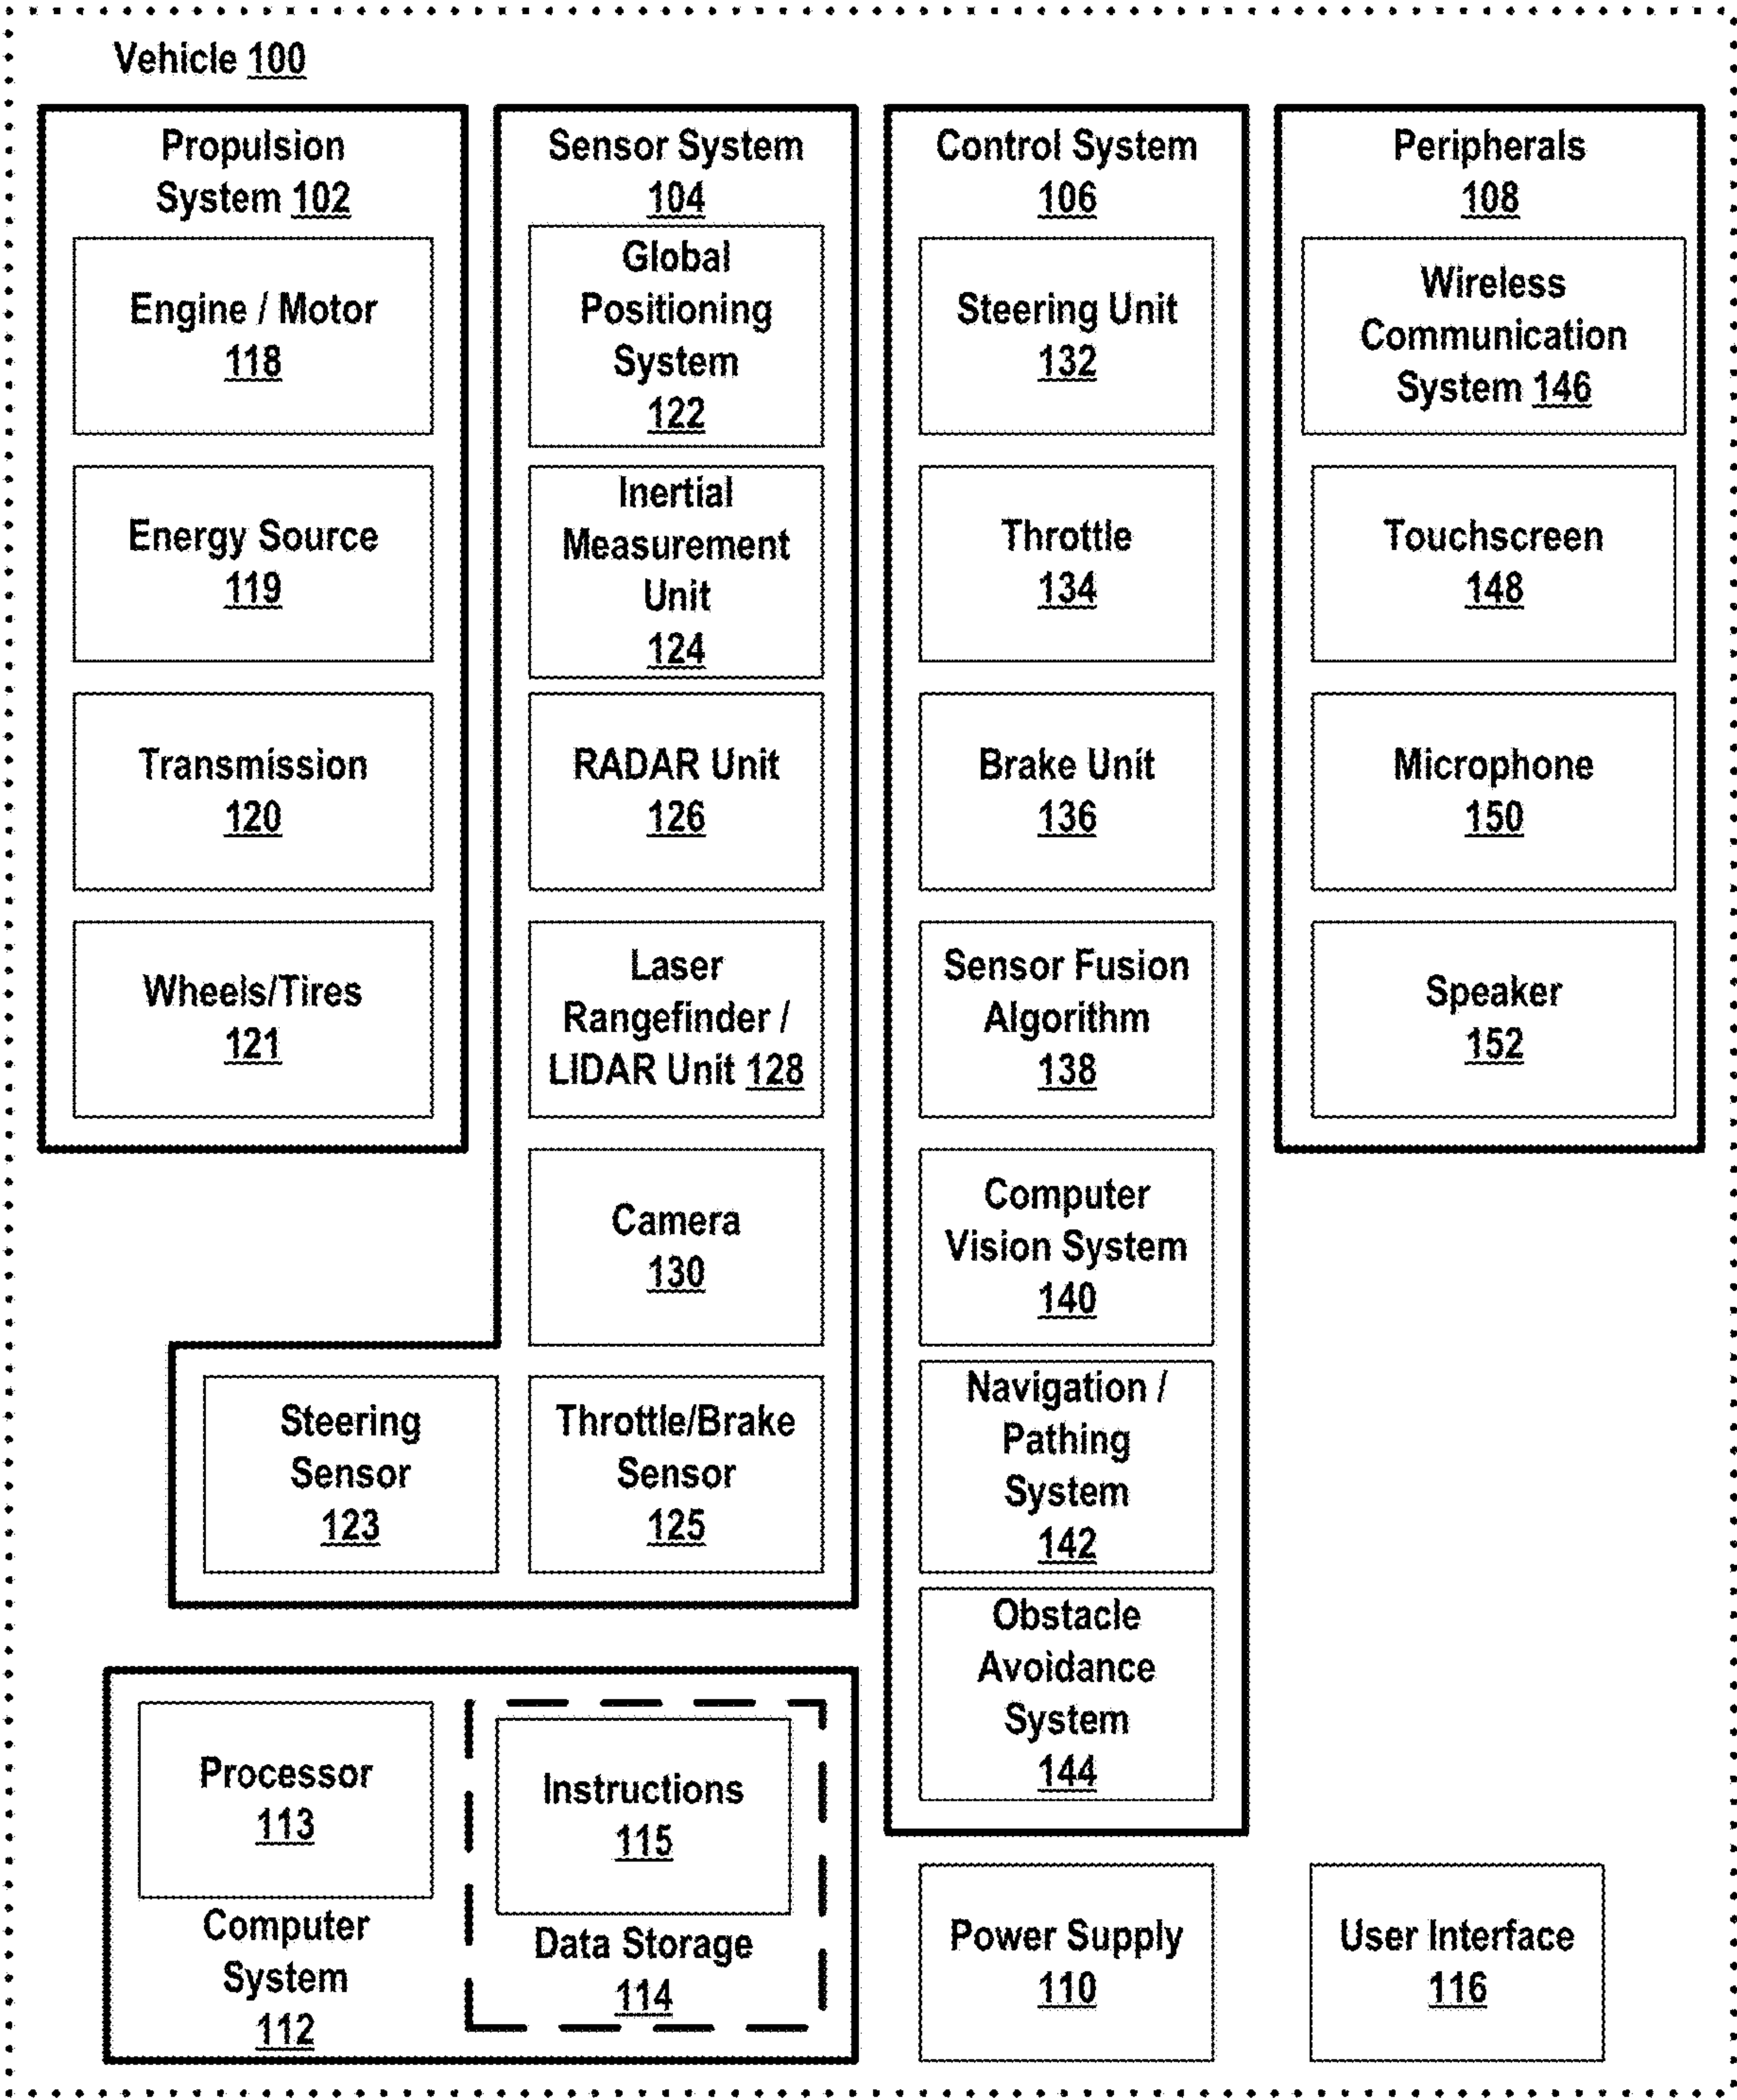 Vehicle 100
Propulsion
System 102
Engine / Motor
118
Energy Source
119
Transmission
120
Wheels/Tires
121
Sensor System
104
Global
Positioning
System
122
Inertial
Measurement
Unit
124
RADAR Unit
126
Laser
Rangefinder /
LIDAR Unit 128
Camera
130
Steering
Sensor
123
Throttle/Brake
Sensor
125
Control System
106
Steering Unit
132
Throttle
134
Brake Unit
136
Sensor Fusion
Algorithm
138
Computer
Vision System
140
Navigation /
Pathing
System
142
Obstacle
Avoidance
System
144
Peripherals
108
Wireless
Communication
System 146
Touchscreen
148
Microphone
150
Speaker
152
Processor
113
Computer
System
112
Instructions
115
Data Storage
114
Power Supply
110
User Interface
116